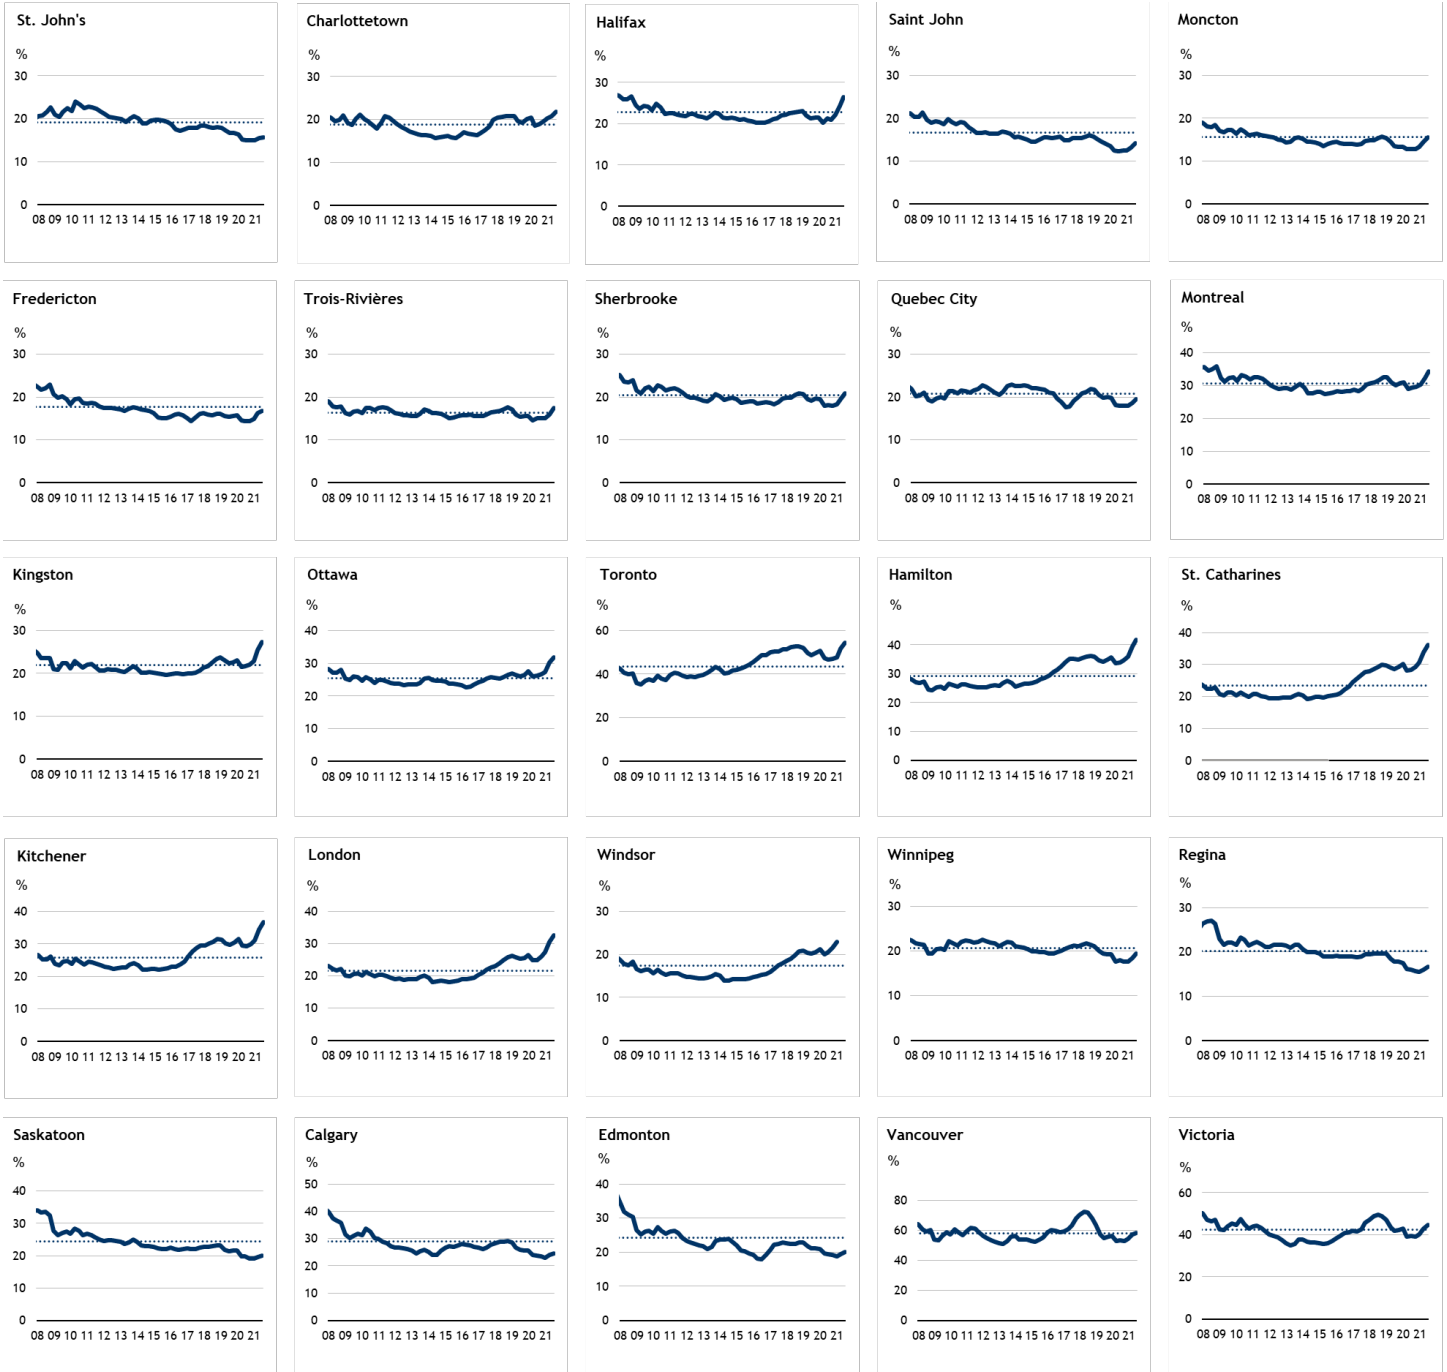 St. John's
%
30
20
10
0
08 09 10 11 12 13 14 15 16 17 18 19 20 21
Charlottetown
%
30
20
10
0
08 09 10 11 12 13 14 15 16 17 18 19 20 21
Halifax
%
30
20
10
0
08 09 10 11 12 13 14 15 16 17 18 19 20 21
Saint John
%
30
20
10
0
08 09 10 11 12 13 14 15 16 17 18 19 20 21
Moncton
%
30
20
10
0
08 09 10 11 12 13 14 15 16 17 18 19 20 21
Fredericton
%
30
20
10
0
08 09 10 11 12 13 14 15 16 17 18 19 20 21
Trois-Rivières
%
30
20
10
0
08 09 10 11 12 13 14 15 16 17 18 19 20 21
Sherbrooke
%
30
20
10
0
08 09 10 11 12 13 14 15 16 17 18 19 20 21
Quebec City
%
30
20
10
0
08 09 10 11 12 13 14 15 16 17 18 19 20 21
Montreal
%
40
30
20
10
0
08 09 10 11 12 13 14 15 16 17 18 19 20 21
Kingston
%
30
20
10
0
08 09 10 11 12 13 14 15 16 17 18 19 20 21
Ottawa
%
40
30
20
10
0
08 09 10 11 12 13 14 15 16 17 18 19 20 21
Toronto
%
60
40
20
0
08 09 10 11 12 13 14 15 16 17 18 19 20 21
Hamilton
%
40
30
20
10
0
08 09 10 11 12 13 14 15 16 17 18 19 20 21
St. Catharines
%
40
30
20
10
0
08 09 10 11 12 13 14 15 16 17 18 19 20 21
Kitchener
%
40
30
20
10
0
08 09 10 11 12 13 14 15 16 17 18 19 20 21
London
%
40
30
20
10
0
08 09 10 11 12 13 14 15 16 17 18 19 20 21
Windsor
%
30
20
10
0
08 09 10 11 12 13 14 15 16 17 18 19 20 21
Winnipeg
%
30
20
10
0
08 09 10 11 12 13 14 15 16 17 18 19 20 21
Regina
%
30
20
10
0
08 09 10 11 12 13 14 15 16 17 18 19 20 21
Saskatoon
%
40
30
20
10
0
08 09 10 11 12 13 14 15 16 17 18 19 20 21
Calgary
%
50
40
30
20
10
0
08 09 10 11 12 13 14 15 16 17 18 19 20 21
Edmonton
%
40
30
20
10
0
08 09 10 11 12 13 14 15 16 17 18 19 20 21
Vancouver
%
80
60
40
20
0
08 09 10 11 12 13 14 15 16 17 18 19 20 21
Victoria
%
60
40
20
0
08 09 10 11 12 13 14 15 16 17 18 19 20 21